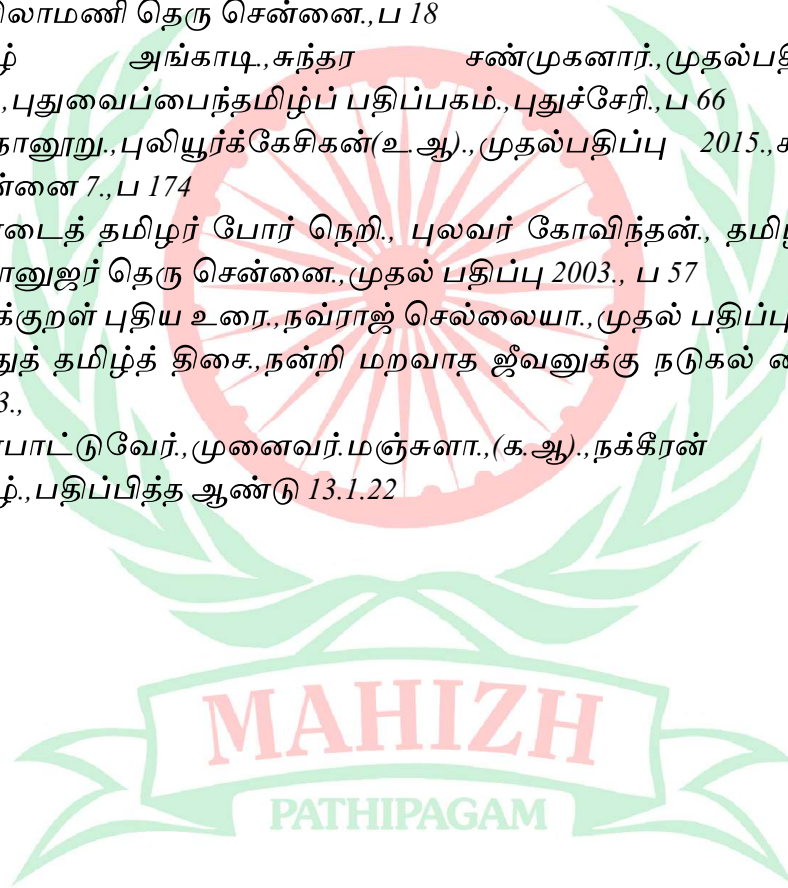 லாமணி தெரு சென்னை.,ப 18
அங்காடி.,சுந்தர சண்முகனார்.,முதல்பதி
.,புதுவைப்பைந்தமிழ்ப் பதிப்பகம்.,புதுச்சேரி.,ப 66
நானூறு.,புலியூர்க்கேசிகன்(உ.ஆ).,முதல்பதிப்பு 2015.,
ன்னை 7.,ப 174
டைத் தமிழர் போர் நெறி., புலவர் கோவிந்தன்., தமிழ
ானுஜர் தெரு சென்னை.,முதல் பதிப்பு 2003., ப 57
க்குறள் புதிய உரை.,நவ்ராஜ் செல்லையா.,முதல் பதிப்பு
துத் தமிழ்த் திசை.,நன்றி மறவாத ஜீவனுக்கு நடுகல்
3.,
பாட்டுவேர்.,முனைவர்.மஞ்சுளா.,(க.ஆ).,நக்கீரன்
ழ்.,பதிப்பித்த ஆண்டு 13.1.22
MAHIZH
PATHIPAGAM